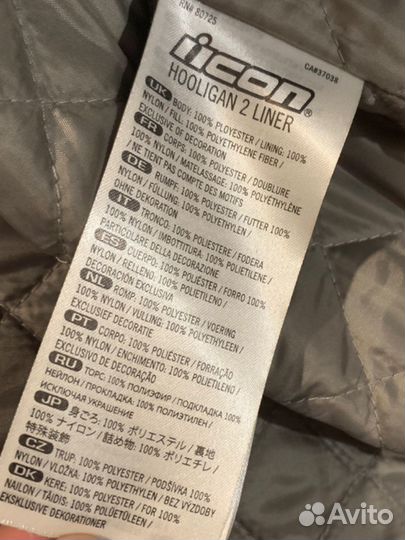 RN# 80725
CA#37038
icon®
HOOLIGAN 2 LINER
UK BODY: 100% PLOYESTER / LINING: 100%
NYLON / FILL: 100% POLYETHYLENE FIBER /
EXCLUSIVE OF DECORATION
FR CORPS: 100% POLYESTER / DOUBLURE
: 100% NYLON / MATELASSAGE: 100% POLYÉTHYLÈNE
/ NE TIENT PAS COMPTE DES MOTIFS
DE RUMPF: 100% POLYESTER / FUTTER 100%
NYLON / FÜLLUNG: 100% POLYETHYLEN /
OHNE DEKORATION
IT TRONCO: 100% POLIESTERE / FODERA
100% NYLON / IMBOTTITURA: 100% POLIETILENE /
PARTICOLARE DELLA DECORAZIONE
ES CUERPO: 100% POLIÉSTER / FORRO 100%
NYLON / RELLENO: 100% POLIETILENO /
DECORACIÓN EXCLUSIVA
NL ROMP: 100% POLYESTER / VOERING
100% NYLON / VULLING: 100% POLYETHYLEEN /
EXCLUSIEF DECORATIE
PT CORPO: 100% POLIÉSTER / FORRAÇÃO
100% NYLON / ENCHIMENTO: 100% POLIETILENO /
EXCLUSIVO DE DECORAÇÃO
RU ТОРС: 100% ПОЛИЭФИР / ПОДКЛАДКА 100%
НЕЙЛОН / ПРОКЛАДКА: 100% ПОЛИЭТИЛЕН /
ИСКЛЮЧАЯ УКРАШЕНИЕ
JP 身ごろ: 100% ポリエステル / 裏地
100% ナイロン / 詰め物: 100% ポリエチレ /
特殊装飾
CZ TRUP: 100% POLYESTER / PODŠÍVKA 100%
NYLON / VLOŽKA: 100% POLYETHYLEN / BEZ VÝZDOBY
DK KERE: 100% POLYESTER / FOR 100%
NAILON / TÄIDIS: 100% POLÜETÜLEEN /
EKSKLUSIVE DEKORATIONER
Avito